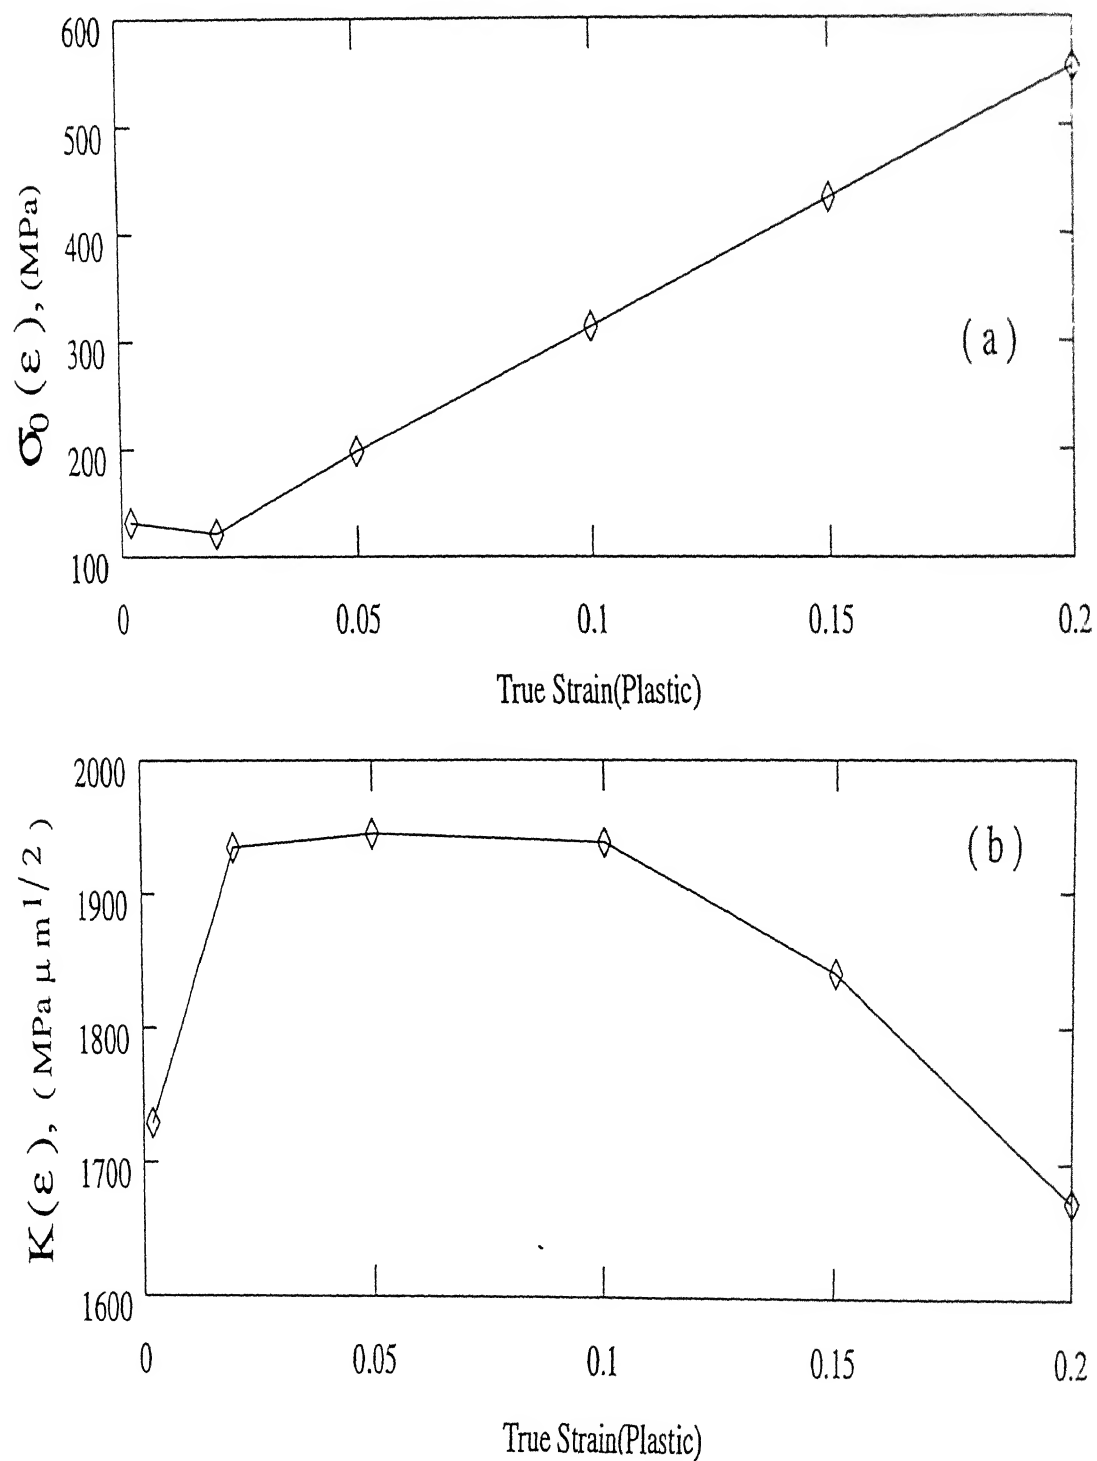 600
500
400
300
200
100
σ0 (ε), (MPa)
(a)
0 0.05 0.1 0.15 0.2
True Strain(Plastic)
2000
1900
1800
1700
1600
K(ε), (MPa μ m 1/2)
(b)
0 0.05 0.1 0.15 0.2
True Strain(Plastic)